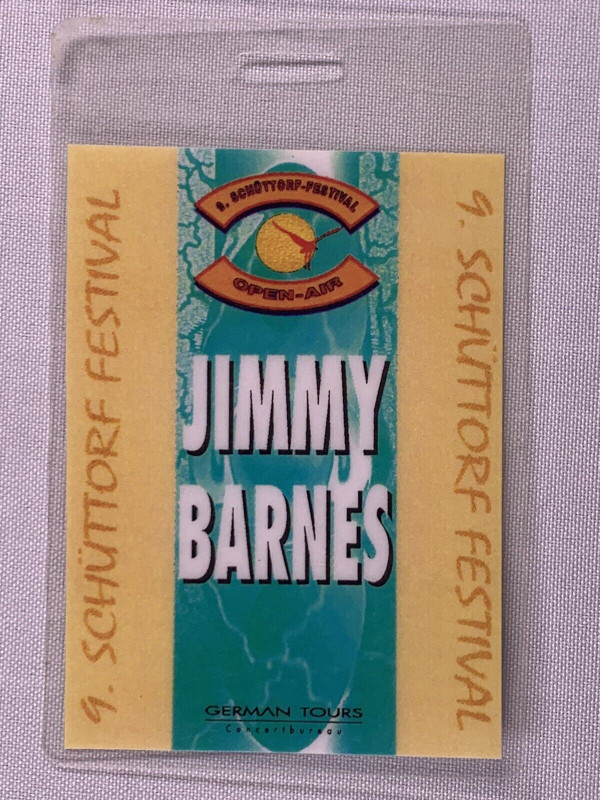 9. SCHÜTTORF-FESTIVAL
OPEN-AIR
JIMMY
BARNES
GERMAN TOURS
Concertbureau
9. SCHÜTTORF FESTIVAL
9. SCHÜTTORF FESTIVAL